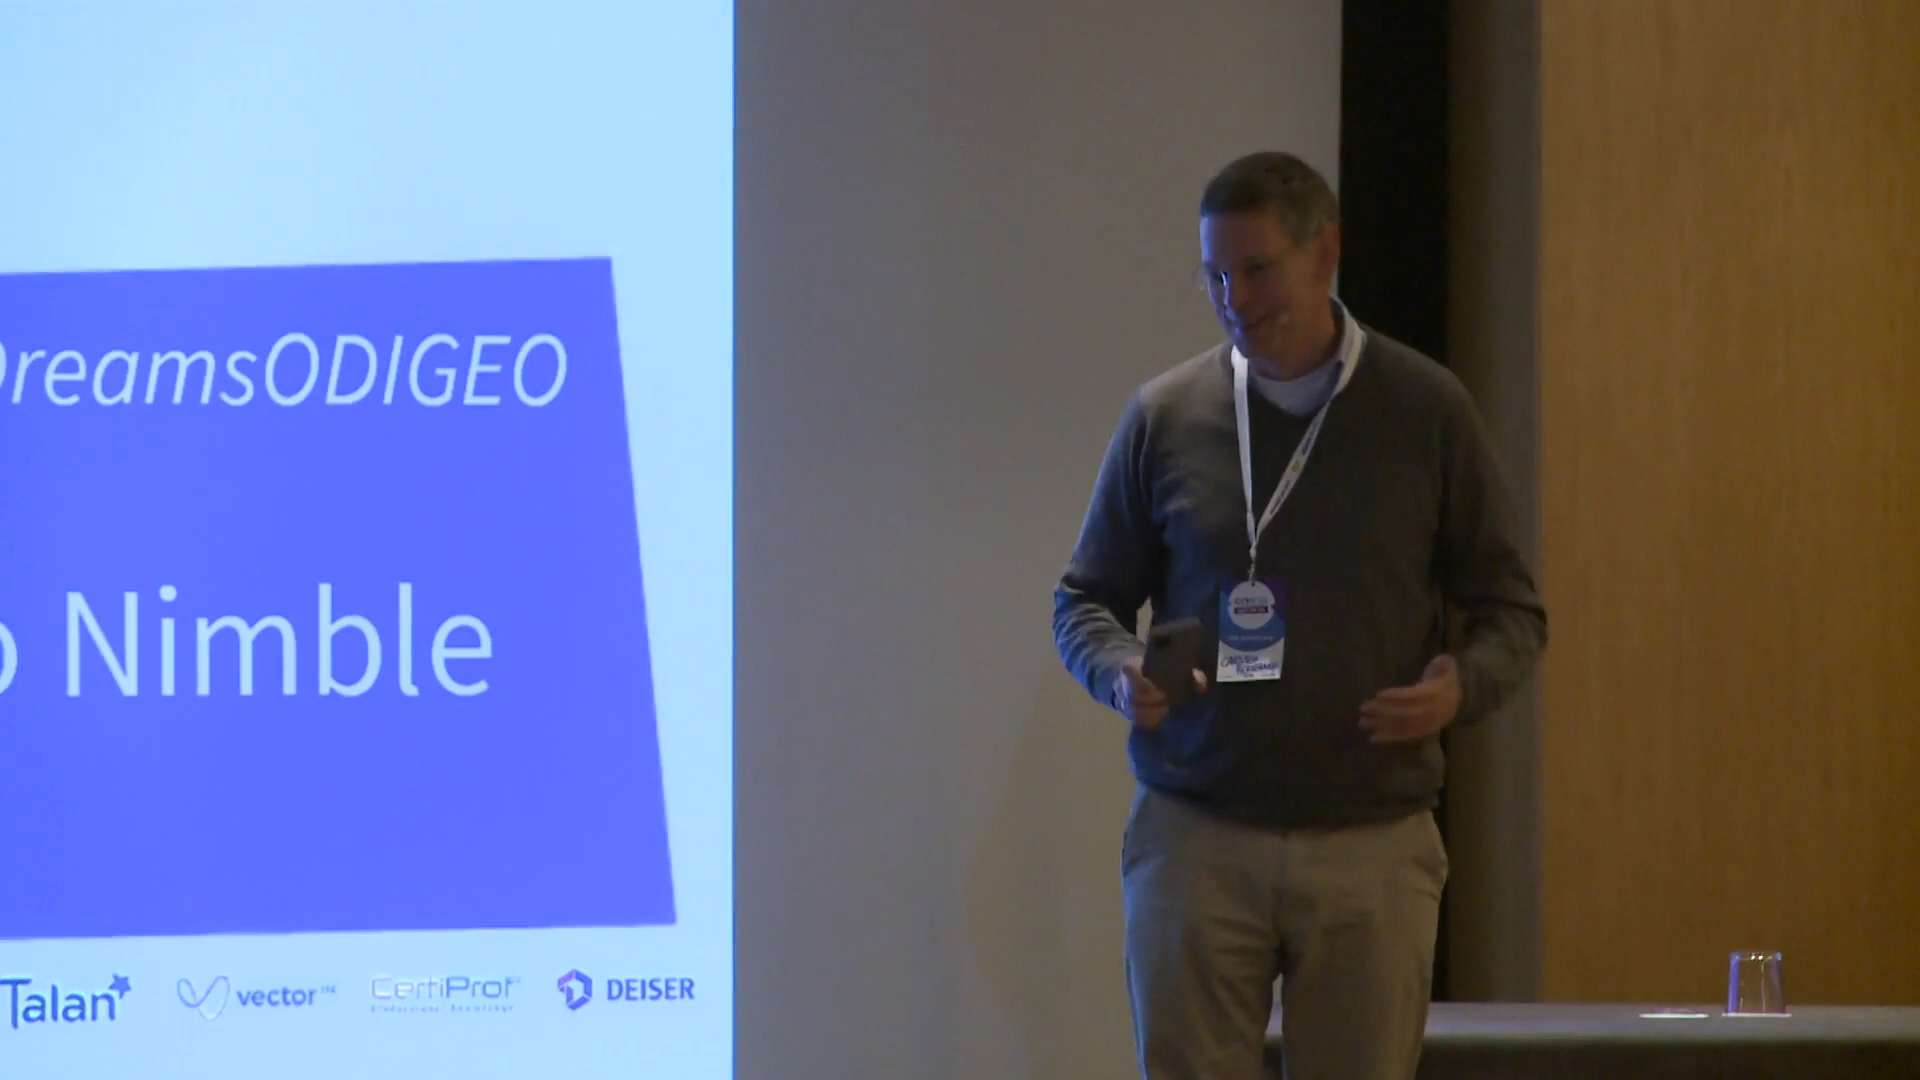 DreamsODIGEO
o Nimble
Talan
vector
CertiProf
DEISER